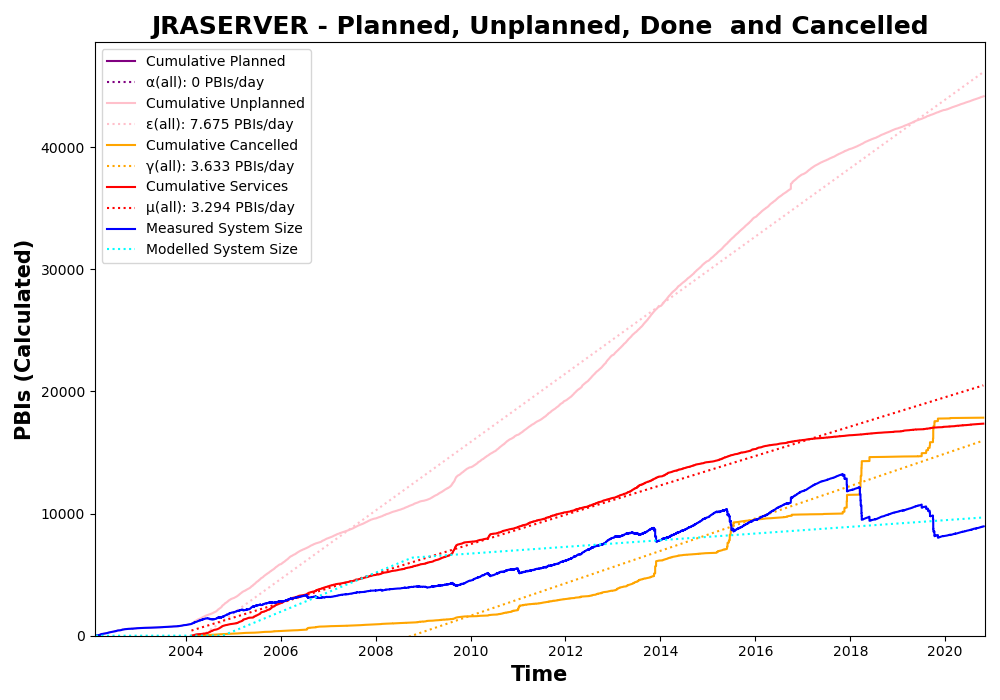 JRASERVER - Planned, Unplanned, Done  and Cancelled
Cumulative Planned
α(all): 0 PBIs/day
Cumulative Unplanned
ε(all): 7.675 PBIs/day
Cumulative Cancelled
γ(all): 3.633 PBIs/day
Cumulative Services
μ(all): 3.294 PBIs/day
Measured System Size
Modelled System Size
PBIs (Calculated)
40000
30000
20000
10000
0
2004 2006 2008 2010 2012 2014 2016 2018 2020
Time